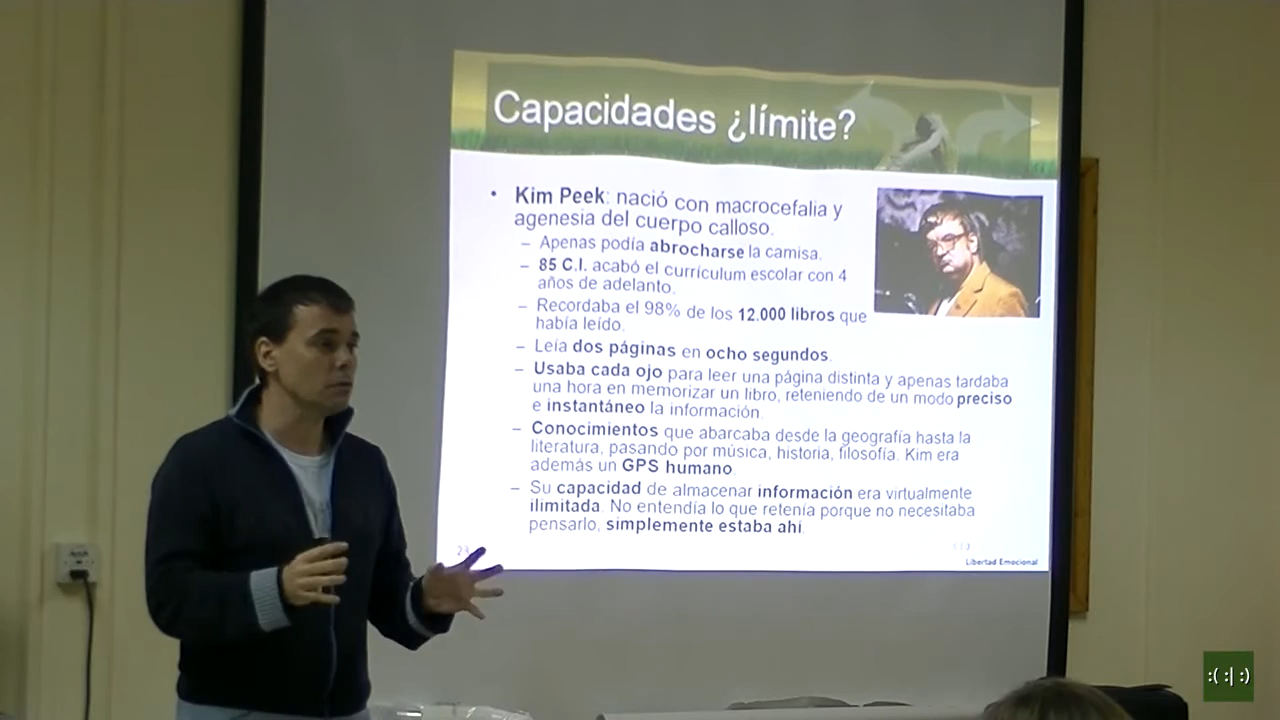 Capacidades ¿límite?
• Kim Peek: nació con macrocefalia y
agenesia del cuerpo calloso.
– Apenas podía abrocharse la camisa.
– 85 C.I. acabó el currículum escolar con 4
años de adelanto.
– Recordaba el 98% de los 12.000 libros que
había leído.
– Leía dos páginas en ocho segundos.
– Usaba cada ojo para leer una página distinta y apenas tardaba
una hora en memorizar un libro, reteniendo de un modo preciso
e instantáneo la información.
– Conocimientos que abarcaba desde la geografía hasta la
literatura, pasando por música, historia, filosofía. Kim era
además un GPS humano.
– Su capacidad de almacenar información era virtualmente
ilimitada. No entendía lo que retenía porque no necesitaba
pensarlo, simplemente estaba ahí.
Libertad Emocional
:( :| :)